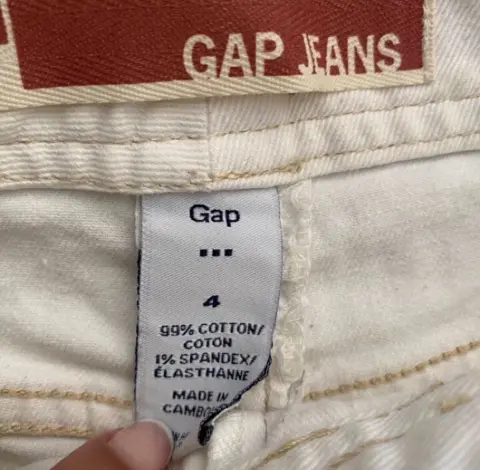 GAP JEANS
Gap
4
99% COTTON/
COTON
1% SPANDEX/
ÉLASTHANNE
MADE IN